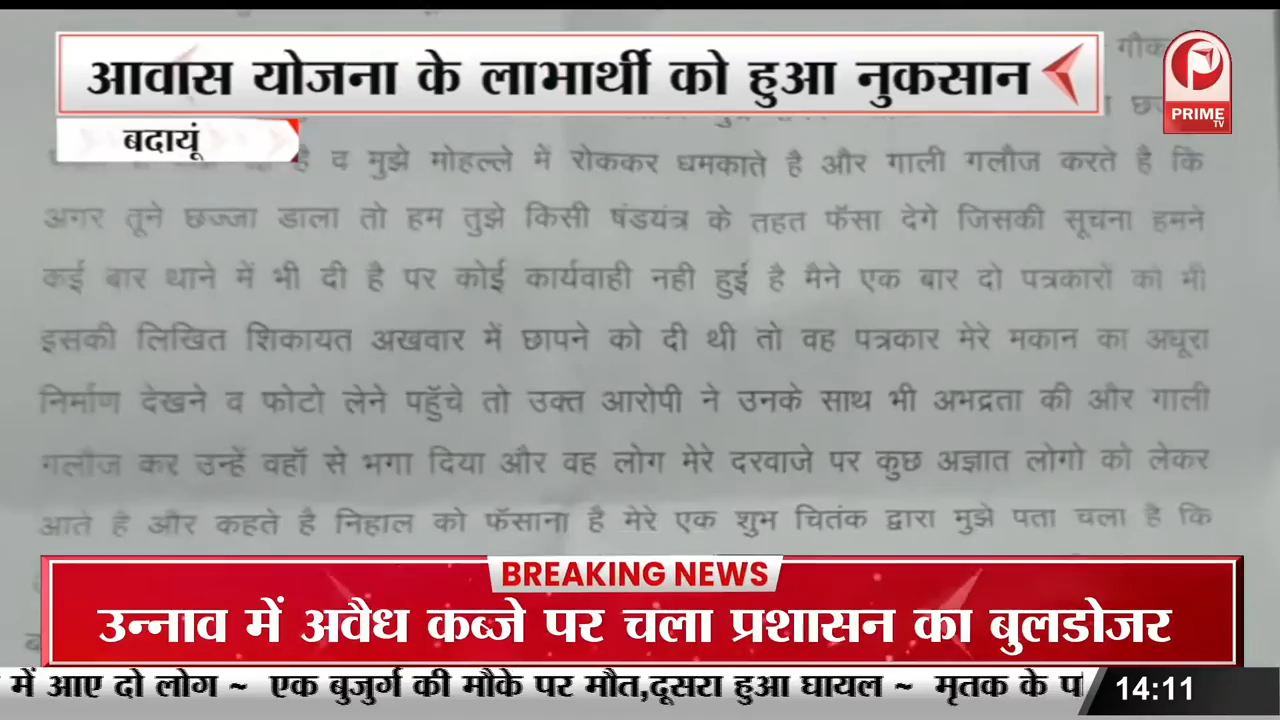 आवास योजना के लाभार्थी को हुआ नुकसान
PRIME
TV
बदायूं
है व मुझे मोहल्ले में रोककर धमकाते है और गाली गलौज करते है कि
अगर तूने छज्जा डाला तो हम तुझे किसी षंडयंत्र के तहत फॅसा देगे जिसकी सूचना हमने
कई बार थाने में भी दी है पर कोई कार्यवाही नही हुई है मैने एक बार दो पत्रकारों को भी
इसकी लिखित शिकायत अखवार में छापने को दी थी तो वह पत्रकार मेरे मकान का अधूरा
निर्माण देखने व फोटो लेने पहुॅचे तो उक्त आरोपी ने उनके साथ भी अभद्रता की और गाली
गलौज कर उन्हें वहॉ से भगा दिया और वह लोग मेरे दरवाजे पर कुछ अज्ञात लोगो को लेकर
आते है और कहते है निहाल को फॅसाना है मेरे एक शुभ चितंक द्वारा मुझे पता चला है कि
BREAKING NEWS
उन्नाव में अवैध कब्जे पर चला प्रशासन का बुलडोजर
में आए दो लोग ~ एक बुजुर्ग की मौके पर मौत,दूसरा हुआ घायल ~ मृतक के प
14:11